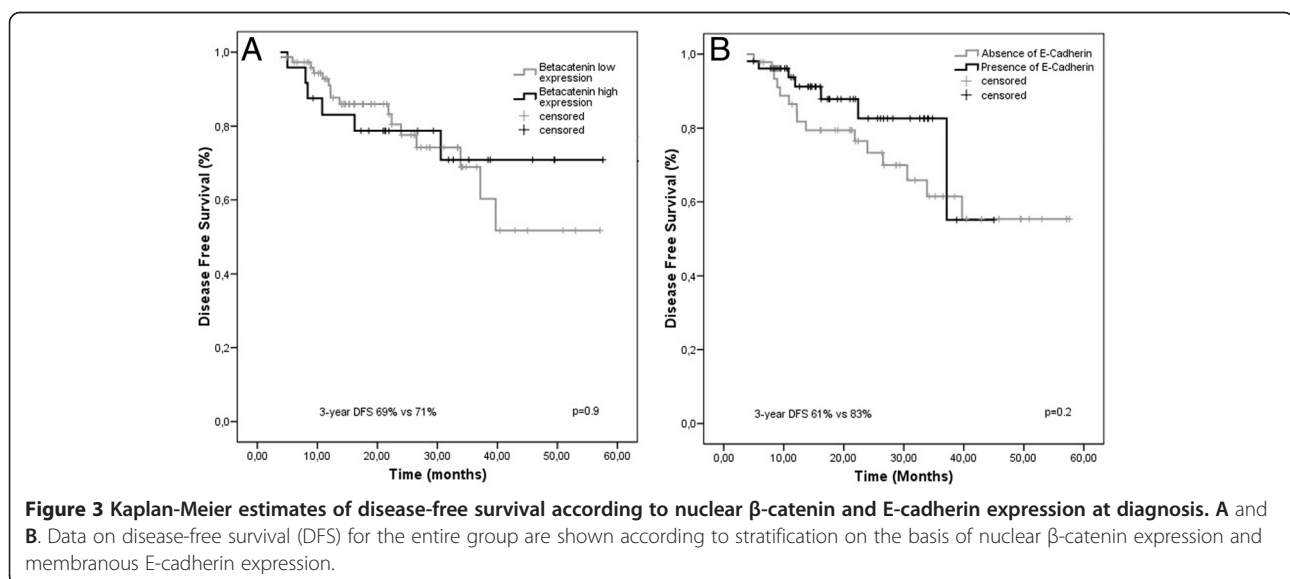 A
Betacatenin low
expression
Betacatenin high
expression
censored
censored
Disease Free Survival (%)
1,0
0,8
0,6
0,4
0,2
0,0
3-year DFS 69% vs 71%
p=0.9
0,00 10,00 20,00 30,00 40,00 50,00 60,00
Time (months)
B
Absence of E-Cadherin
Presence of E-Cadherin
censored
censored
Disease Free Survival (%)
1,0
0,8
0,6
0,4
0,2
0,0
3-year DFS 61% vs 83%
p=0.2
0,00 10,00 20,00 30,00 40,00 50,00 60,00
Time (Months)
Figure 3 Kaplan-Meier estimates of disease-free survival according to nuclear β-catenin and E-cadherin expression at diagnosis. A and
B. Data on disease-free survival (DFS) for the entire group are shown according to stratification on the basis of nuclear β-catenin expression and
membranous E-cadherin expression.